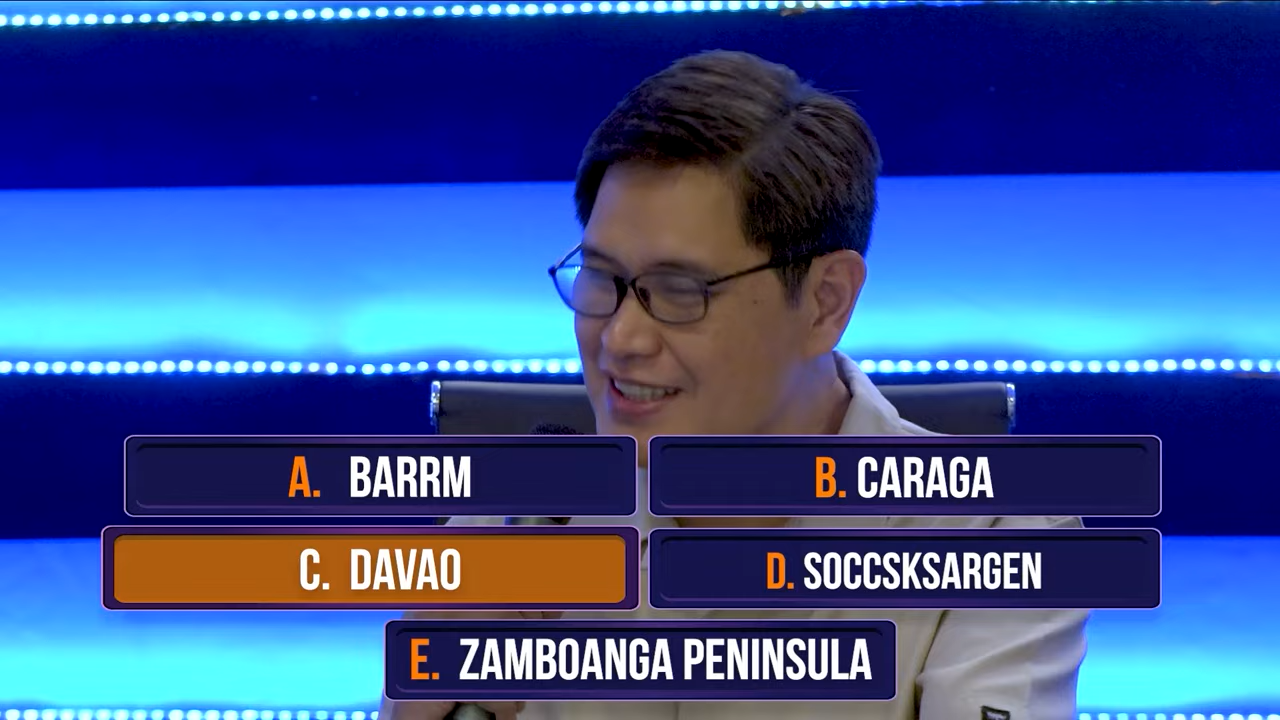 A. BARRM
B. CARAGA
C. DAVAO
D. SOCCSKSARGEN
E. ZAMBOANGA PENINSULA